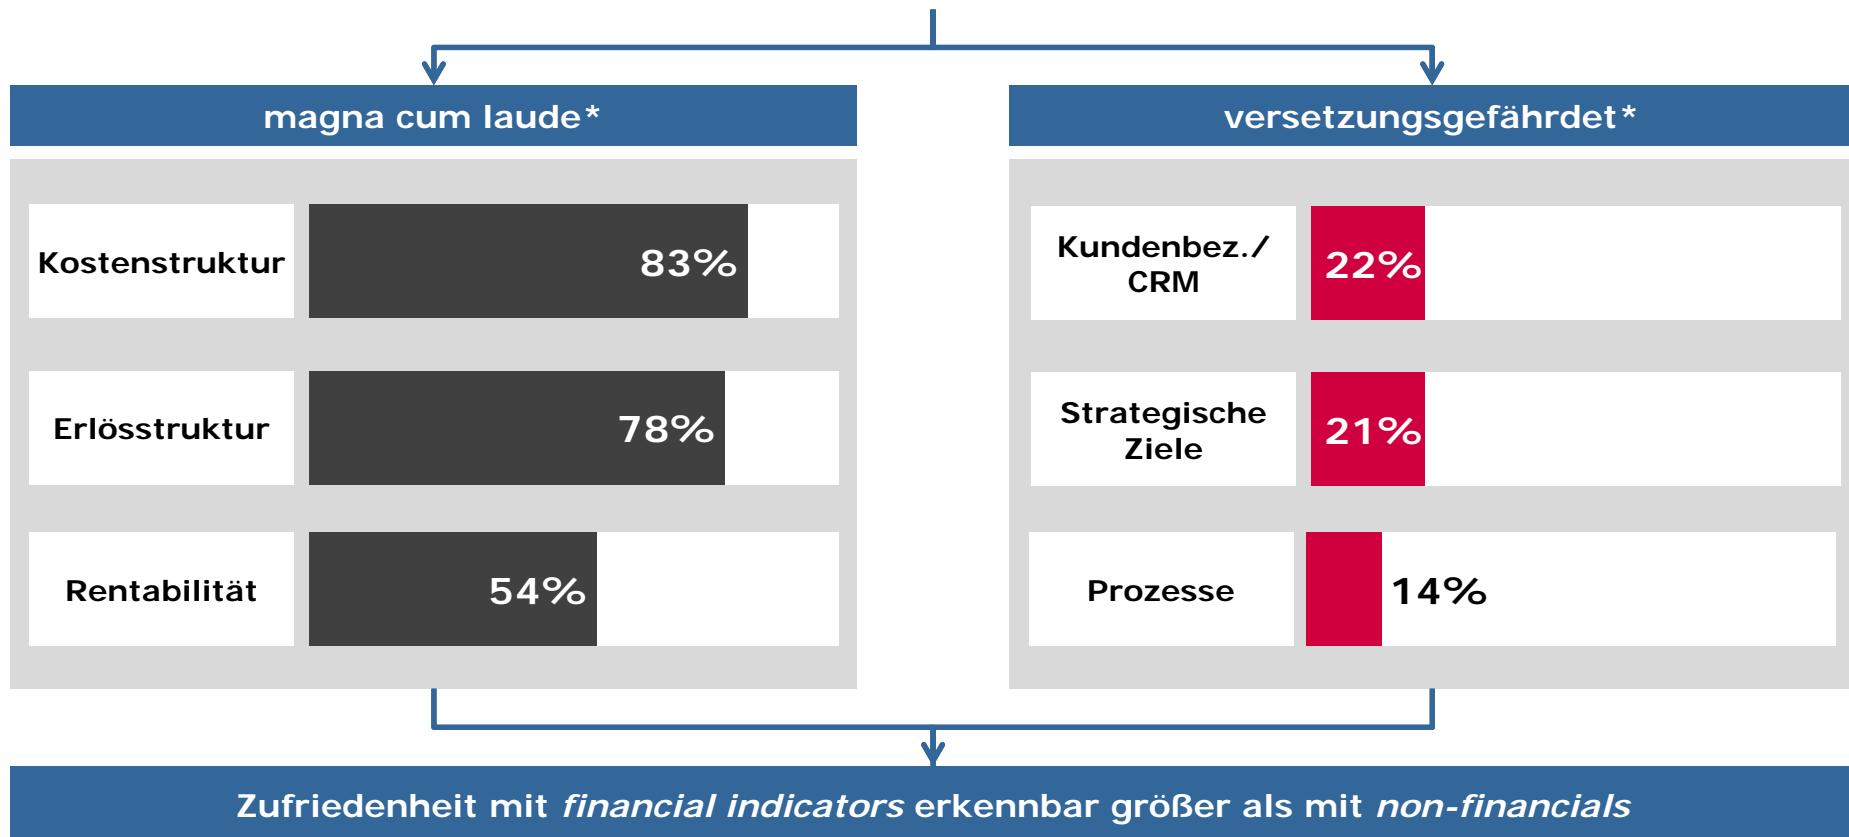 magna cum laude*
Kostenstruktur
83%
Erlösstruktur
78%
Rentabilität
54%
versetzungsgefährdet*
Kundenbez./
CRM
22%
Strategische
Ziele
21%
Prozesse
14%
Zufriedenheit mit financial indicators erkennbar größer als mit non-financials